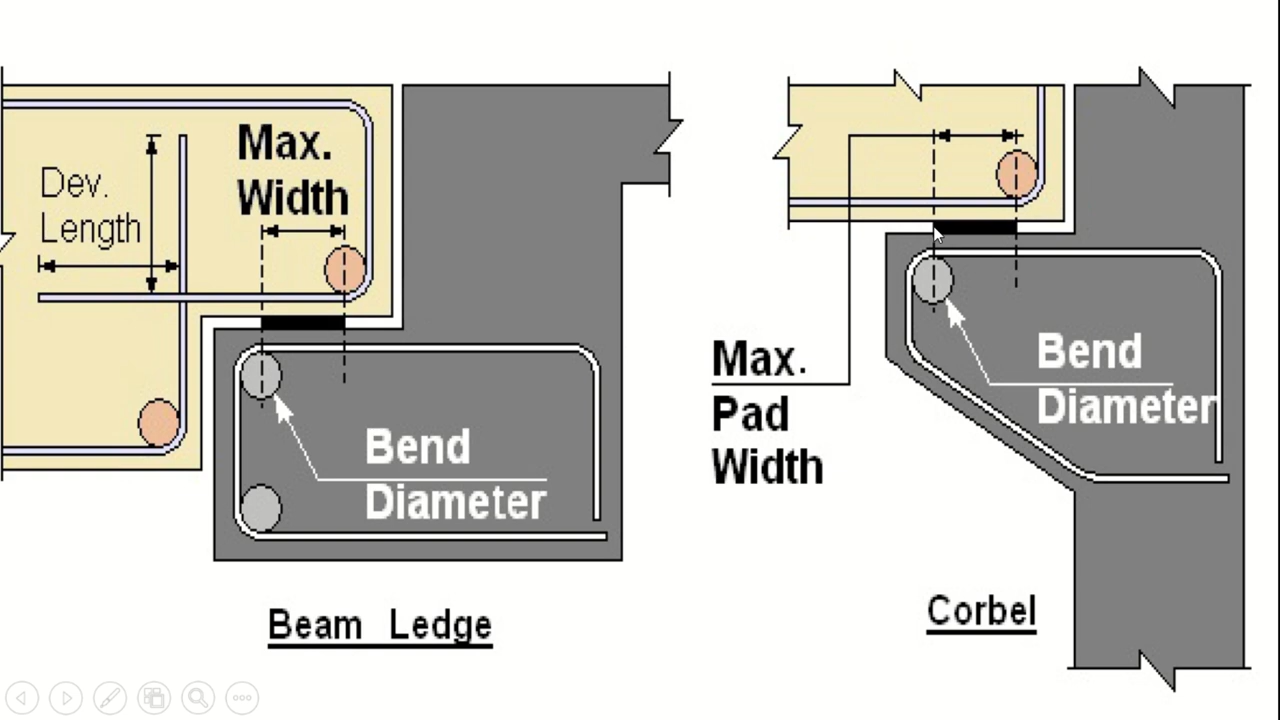 Dev.
Length
Max.
Width
Bend
Diameter
Beam Ledge
Max.
Pad
Width
Bend
Diameter
Corbel